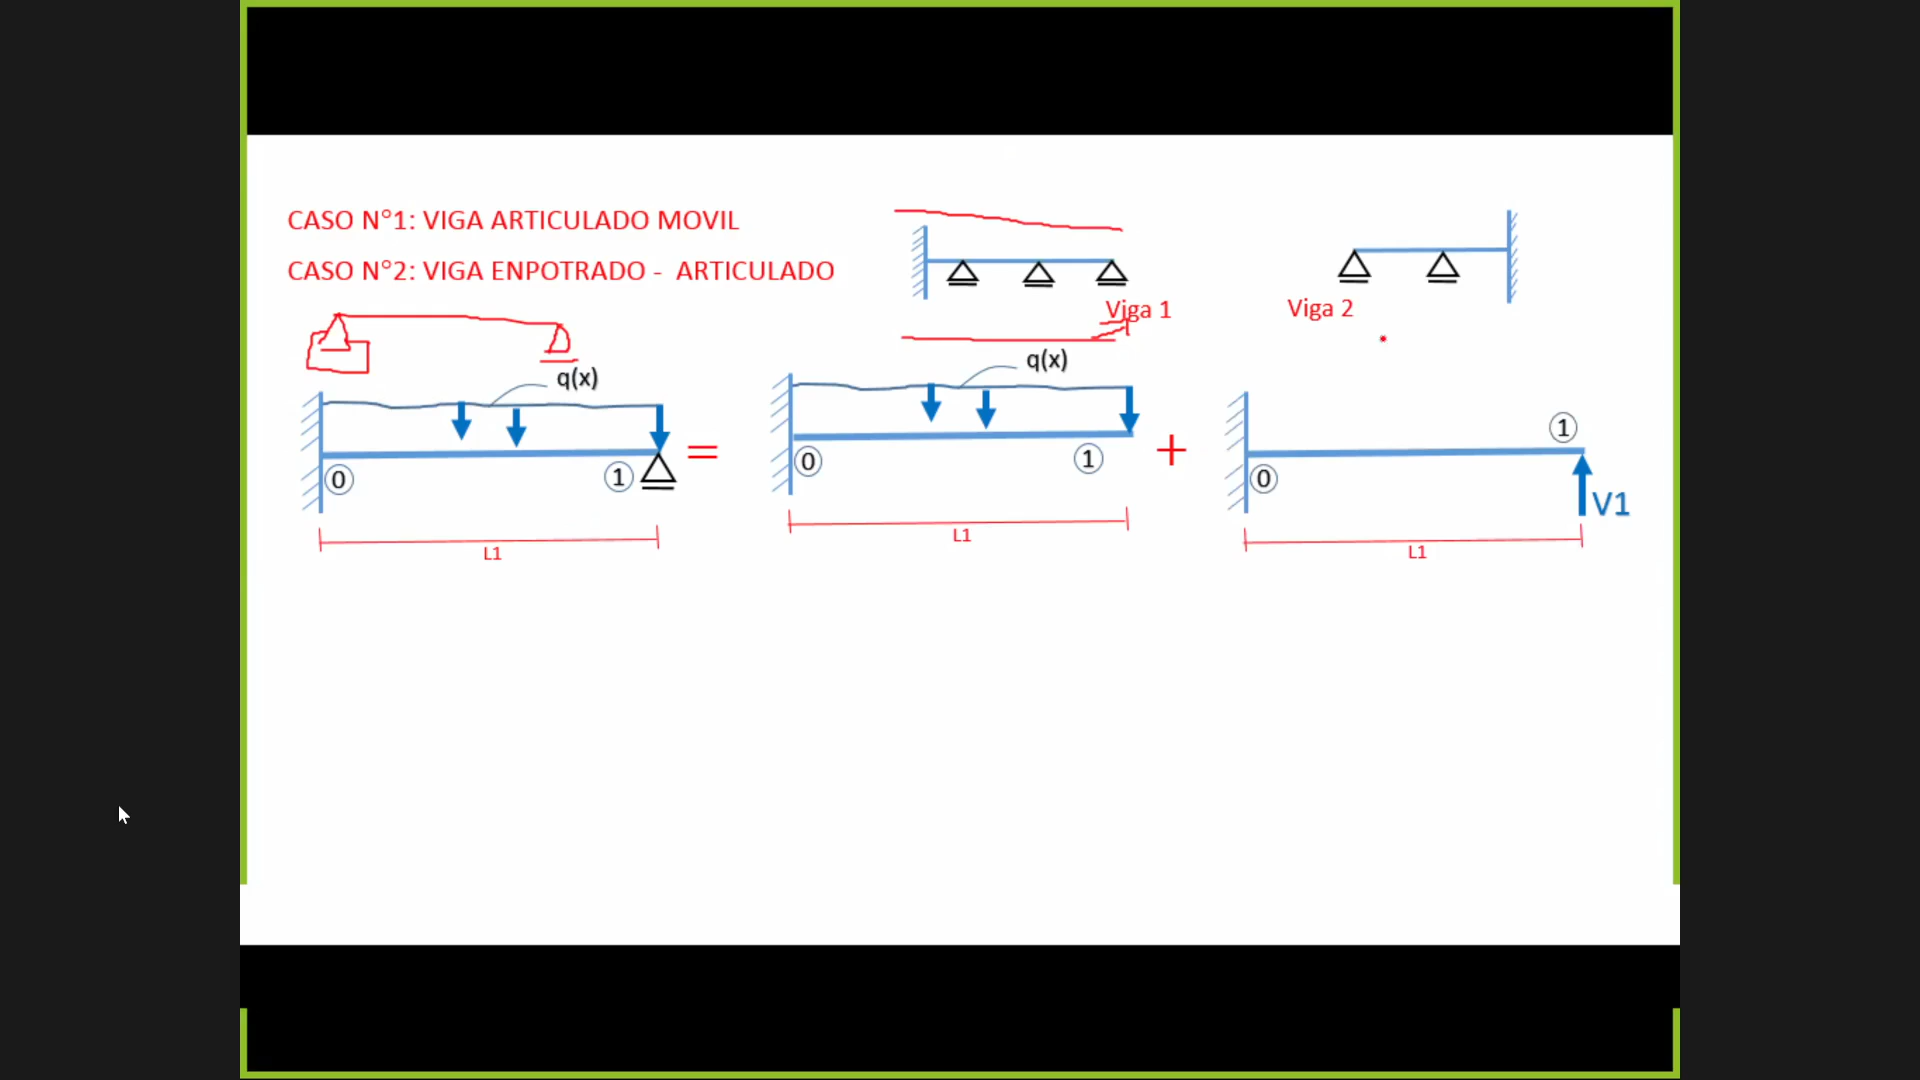 CASO N°1: VIGA ARTICULADO MOVIL
CASO N°2: VIGA ENPOTRADO - ARTICULADO
Viga 1
Viga 2
q(x)
0
1
L1
=
q(x)
0
1
L1
+
1
0
V1
L1